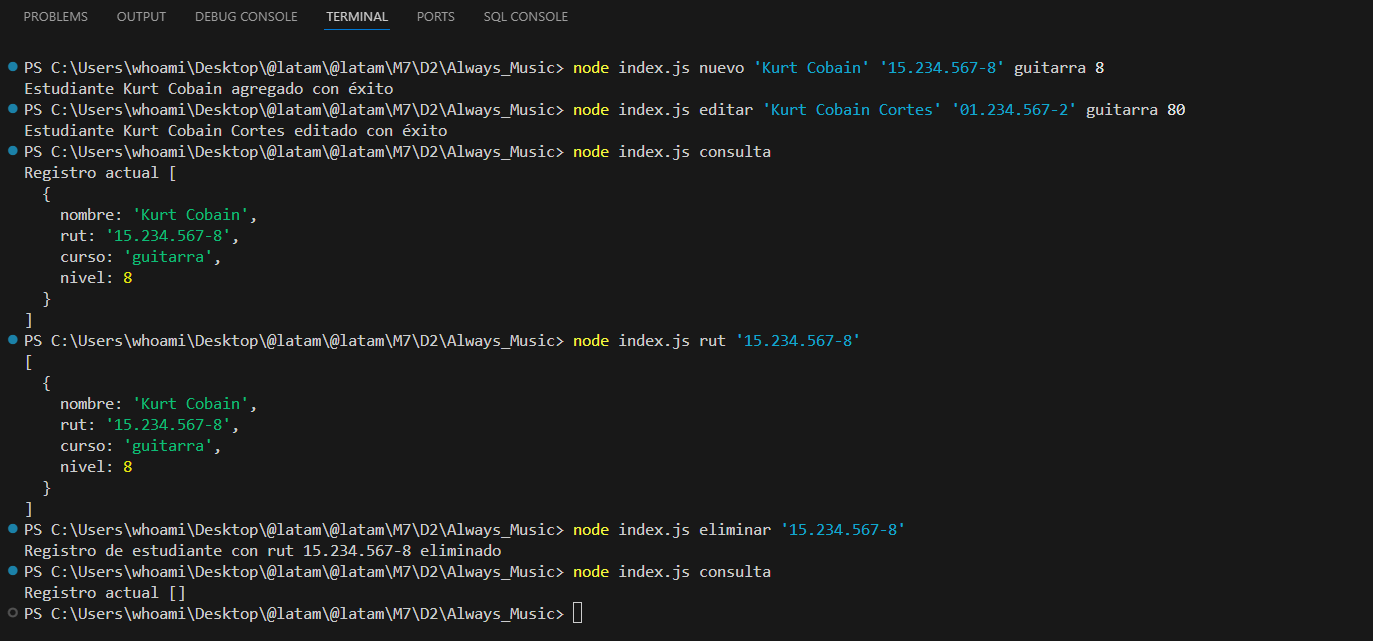 PROBLEMS OUTPUT DEBUG CONSOLE TERMINAL PORTS SQL CONSOLE
PS C:\Users\whoami\Desktop\@latam\@latam\M7\D2\Always_Music> node index.js nuevo 'Kurt Cobain' '15.234.567-8' guitarra 8
Estudiante Kurt Cobain agregado con éxito
PS C:\Users\whoami\Desktop\@latam\@latam\M7\D2\Always_Music> node index.js editar 'Kurt Cobain Cortes' '01.234.567-2' guitarra 80
Estudiante Kurt Cobain Cortes editado con éxito
PS C:\Users\whoami\Desktop\@latam\@latam\M7\D2\Always_Music> node index.js consulta
Registro actual [
  {
    nombre: 'Kurt Cobain',
    rut: '15.234.567-8',
    curso: 'guitarra',
    nivel: 8
  }
]
PS C:\Users\whoami\Desktop\@latam\@latam\M7\D2\Always_Music> node index.js rut '15.234.567-8'
[
  {
    nombre: 'Kurt Cobain',
    rut: '15.234.567-8',
    curso: 'guitarra',
    nivel: 8
  }
]
PS C:\Users\whoami\Desktop\@latam\@latam\M7\D2\Always_Music> node index.js eliminar '15.234.567-8'
Registro de estudiante con rut 15.234.567-8 eliminado
PS C:\Users\whoami\Desktop\@latam\@latam\M7\D2\Always_Music> node index.js consulta
Registro actual []
PS C:\Users\whoami\Desktop\@latam\@latam\M7\D2\Always_Music>